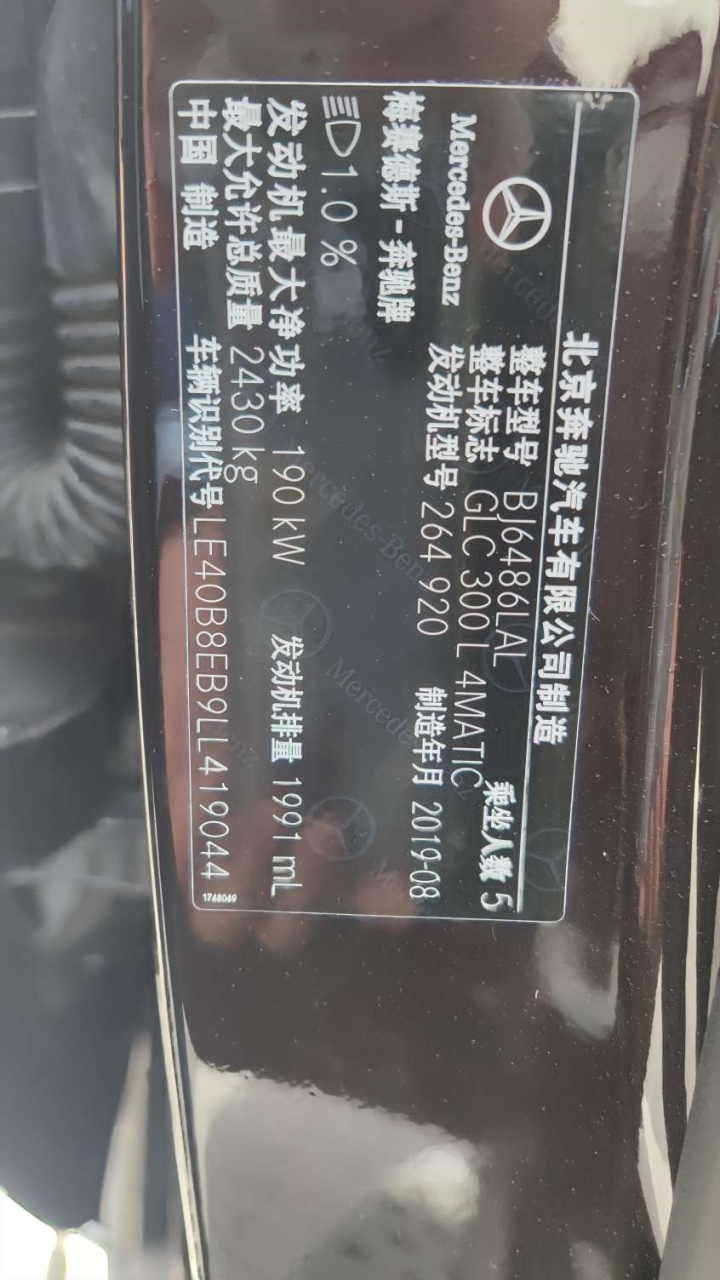 北京奔驰汽车有限公司制造
Mercedes-Benz
梅赛德斯-奔驰牌
整车型号 BJ6486LAL
乘坐人数 5
整车标志 GLC 300 L 4MATIC
发动机型号 264 920
制造年月 2019-08
1.0 %
发动机最大净功率 190 kW
发动机排量 1991 mL
最大允许总质量 2430 kg
中国 制造
车辆识别代号 LE40B8EB9LL419044
1748049